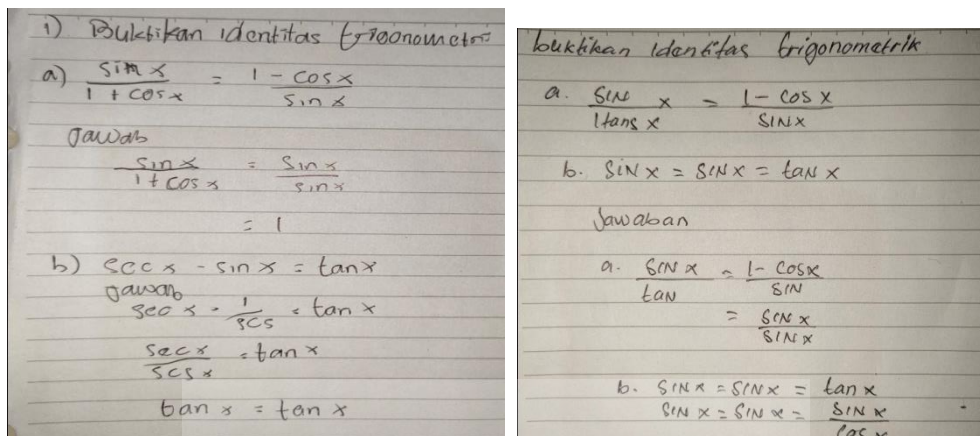 1) Buktikan identitas trigonometri
a) sin x / 1 + cos x = 1 - cos x / sin x
Jawab
sin x / 1 + cos x = sin x / sin x
= 1
b) sec x - sin x = tan x
Jawab
sec x . 1 / scs = tan x
sec x / scs x = tan x
tan x = tan x
buktikan identitas trigonometrik
a. SIN x / 1 tans x = 1 - cos x / SIN x
b. SIN x = SIN x = tan x
Jawaban
a. SIN x / tan = 1 - cos x / SIN
= SIN x / SIN x
b. SIN x = SIN x = tan x
SIN x = SIN x = SIN x / cos x